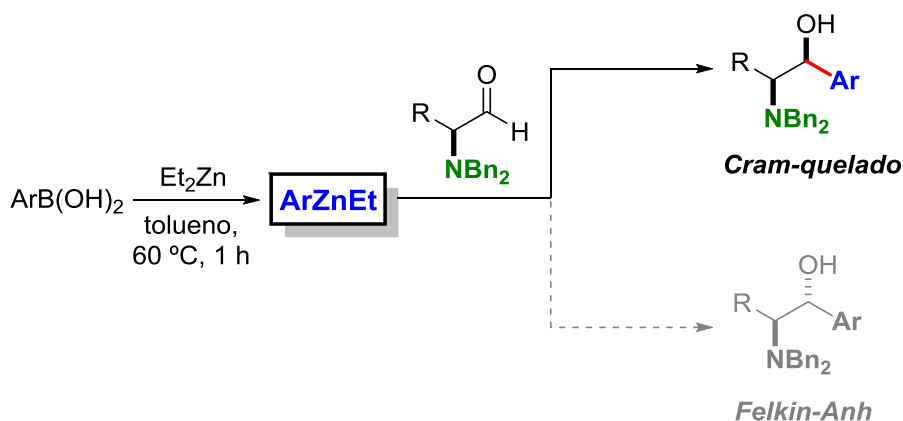 ArB(OH)2
Et2Zn
tolueno,
60 ºC, 1 h
ArZnEt
O
R
H
NBn2
OH
R
Ar
NBn2
Cram-quelado
OH
R
Ar
NBn2
Felkin-Anh